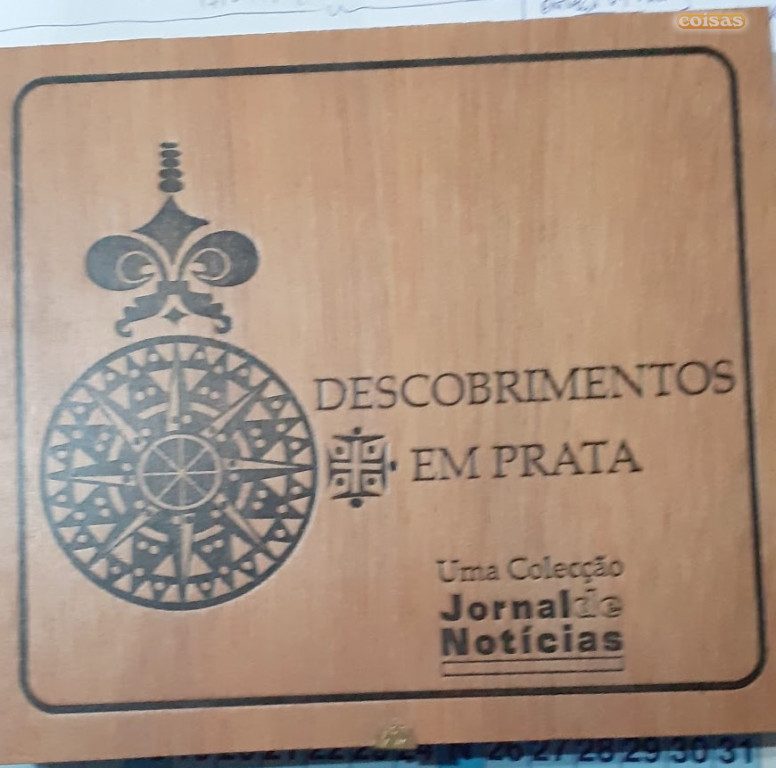 coisas
DESCOBRIMENTOS
EM PRATA
Uma Colecção
Jornal de
Notícias
26 27 28 29 30 31